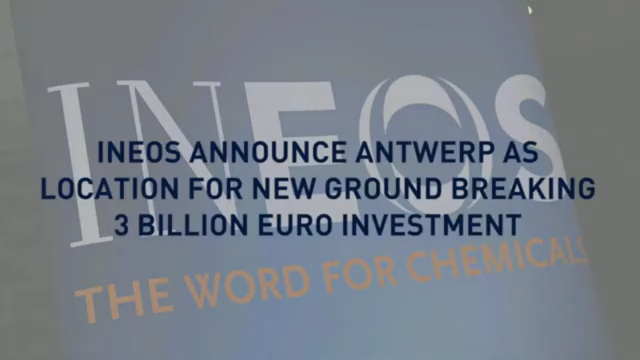 INEOS
INEOS ANNOUNCE ANTWERP AS
LOCATION FOR NEW GROUND BREAKING
3 BILLION EURO INVESTMENT
THE WORD FOR CHEMICALS